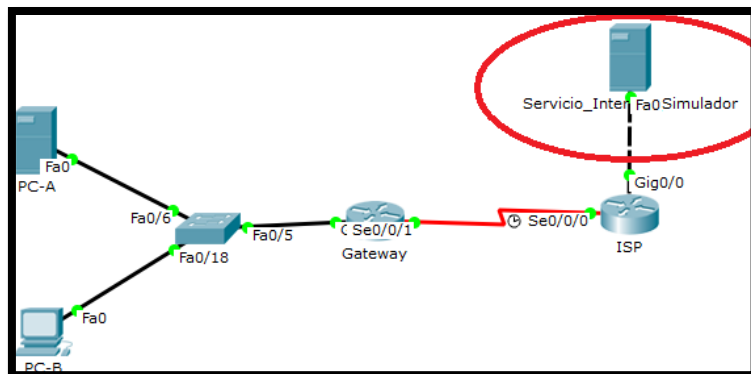 Servicio_Inter Fa0 Simulador
Fa0
PC-A
Gig0/0
Fa0/6
Fa0/5
Se0/0/1
Se0/0/0
Gateway
ISP
Fa0/18
Fa0
PC-B